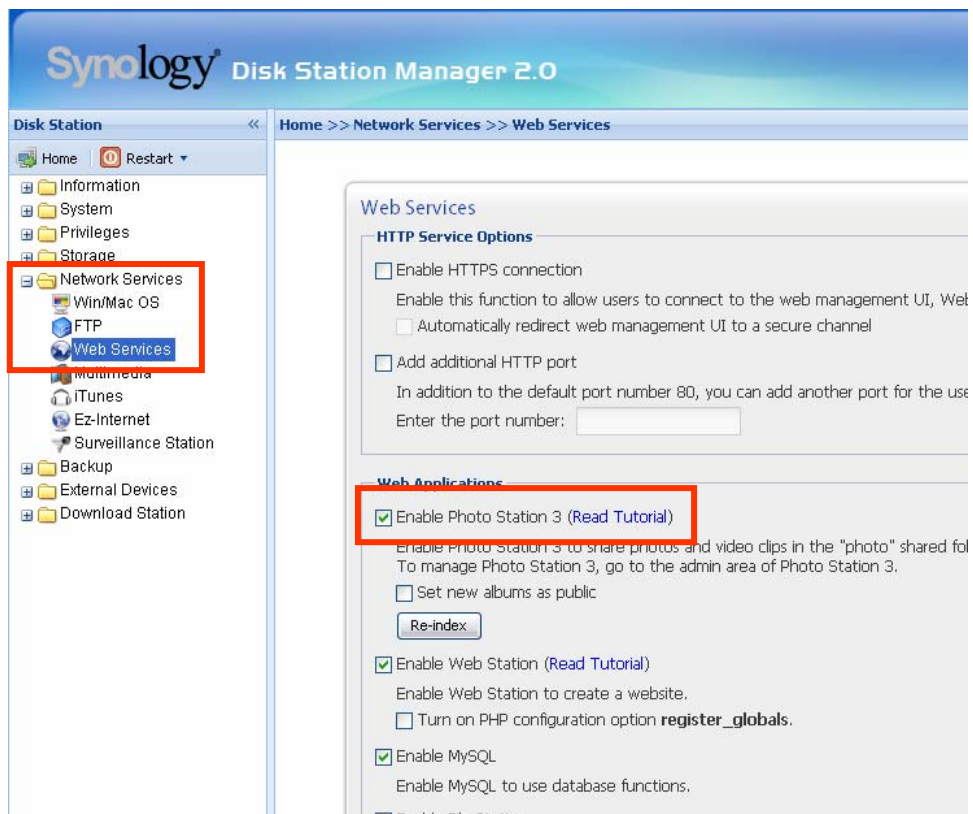 Synology Disk Station Manager 2.0
Disk Station «
Home
Restart
Information
System
Privileges
Storage
Network Services
Win/Mac OS
FTP
Web Services
Multimedia
iTunes
Ez-Internet
Surveillance Station
Backup
External Devices
Download Station
Home >> Network Services >> Web Services
Web Services
HTTP Service Options
Enable HTTPS connection
Enable this function to allow users to connect to the web management UI, Web
Automatically redirect web management UI to a secure channel
Add additional HTTP port
In addition to the default port number 80, you can add another port for the use
Enter the port number:
Web Applications
Enable Photo Station 3 (Read Tutorial)
Enable Photo Station 3 to share photos and video clips in the "photo" shared fol
To manage Photo Station 3, go to the admin area of Photo Station 3.
Set new albums as public
Re-index
Enable Web Station (Read Tutorial)
Enable Web Station to create a website.
Turn on PHP configuration option register_globals.
Enable MySQL
Enable MySQL to use database functions.